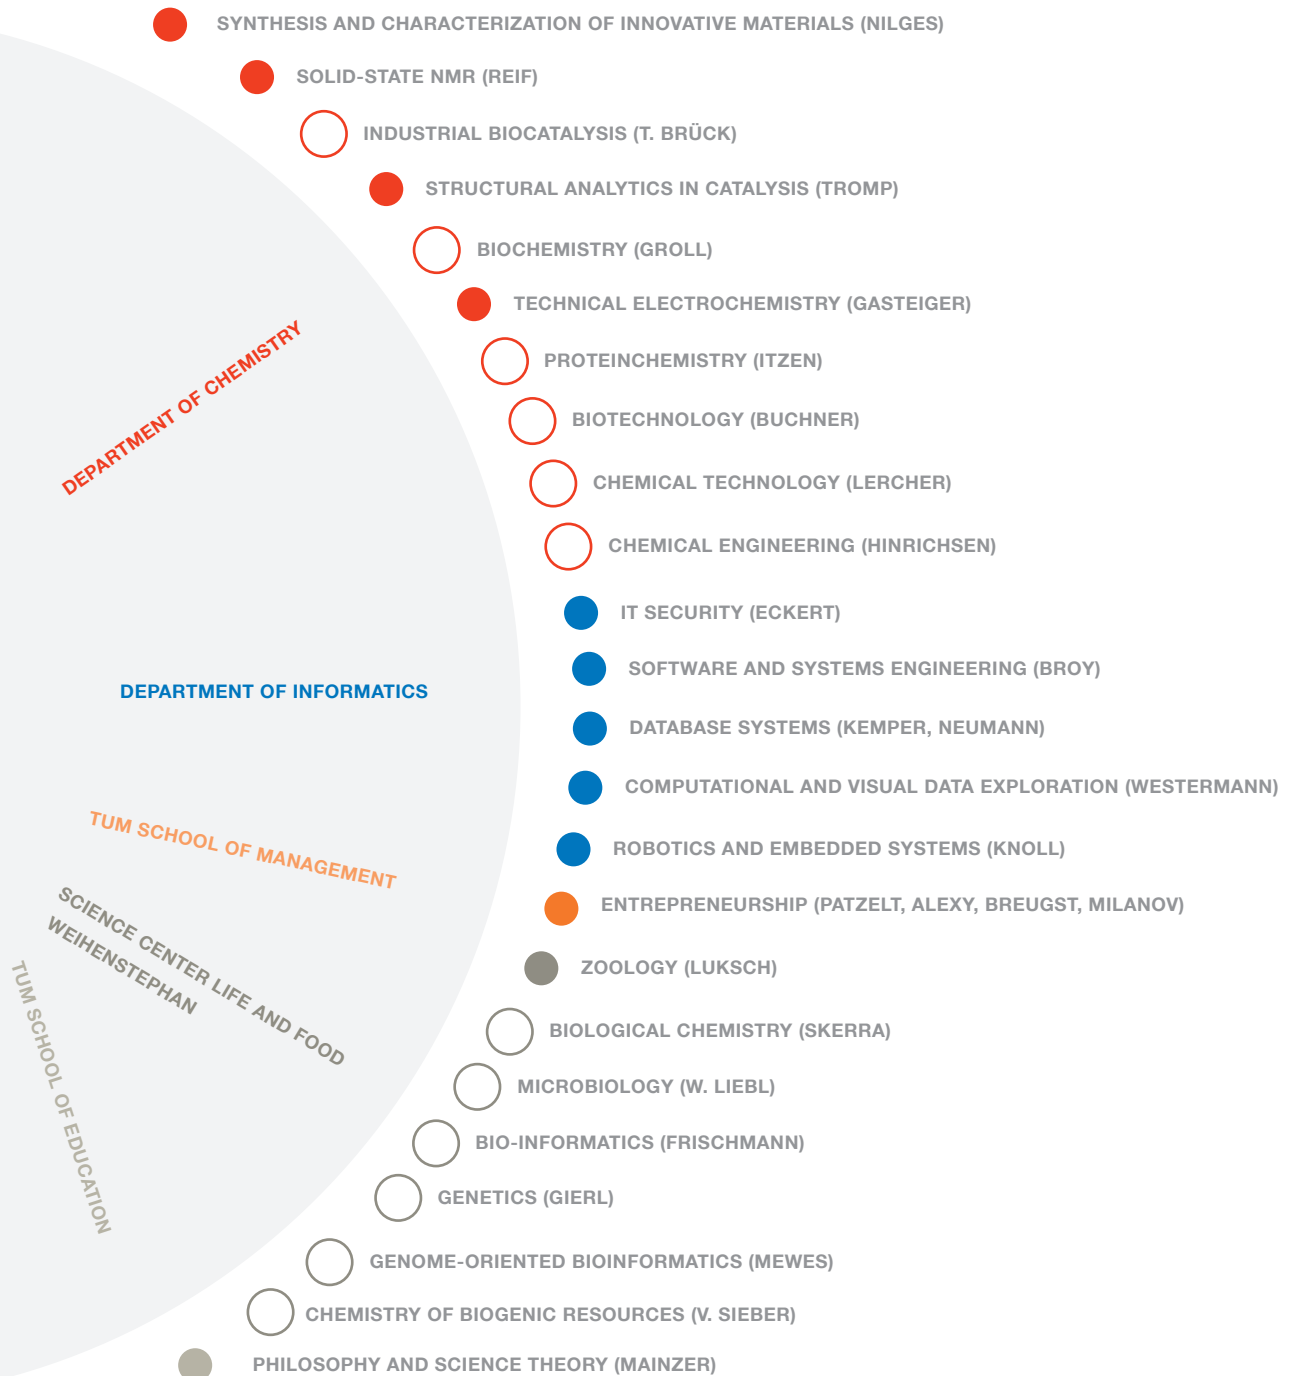 SYNTHESIS AND CHARACTERIZATION OF INNOVATIVE MATERIALS (NILGES)
SOLID-STATE NMR (REIF)
INDUSTRIAL BIOCATALYSIS (T. BRÜCK)
STRUCTURAL ANALYTICS IN CATALYSIS (TROMP)
BIOCHEMISTRY (GROLL)
TECHNICAL ELECTROCHEMISTRY (GASTEIGER)
PROTEINCHEMISTRY (ITZEN)
BIOTECHNOLOGY (BUCHNER)
CHEMICAL TECHNOLOGY (LERCHER)
CHEMICAL ENGINEERING (HINRICHSEN)
IT SECURITY (ECKERT)
SOFTWARE AND SYSTEMS ENGINEERING (BROY)
DATABASE SYSTEMS (KEMPER, NEUMANN)
COMPUTATIONAL AND VISUAL DATA EXPLORATION (WESTERMANN)
ROBOTICS AND EMBEDDED SYSTEMS (KNOLL)
ENTREPRENEURSHIP (PATZELT, ALEXY, BREUGST, MILANOV)
ZOOLOGY (LUKSCH)
BIOLOGICAL CHEMISTRY (SKERRA)
MICROBIOLOGY (W. LIEBL)
BIO-INFORMATICS (FRISCHMANN)
GENETICS (GIERL)
GENOME-ORIENTED BIOINFORMATICS (MEWES)
CHEMISTRY OF BIOGENIC RESOURCES (V. SIEBER)
PHILOSOPHY AND SCIENCE THEORY (MAINZER)
DEPARTMENT OF CHEMISTRY
DEPARTMENT OF INFORMATICS
TUM SCHOOL OF MANAGEMENT
SCIENCE CENTER LIFE AND FOOD
WEIHENSTEPHAN
TUM SCHOOL OF EDUCATION